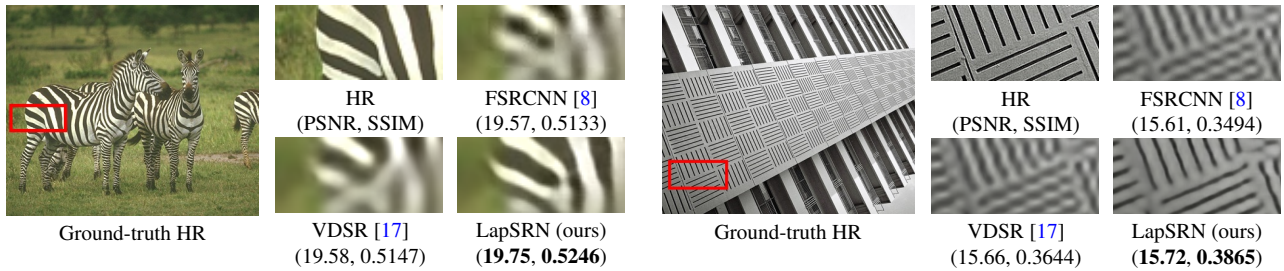 HR
(PSNR, SSIM)
FSRCNN [8]
(19.57, 0.5133)
Ground-truth HR
VDSR [17]
(19.58, 0.5147)
LapSRN (ours)
(19.75, 0.5246)
HR
(PSNR, SSIM)
FSRCNN [8]
(15.61, 0.3494)
Ground-truth HR
VDSR [17]
(15.66, 0.3644)
LapSRN (ours)
(15.72, 0.3865)